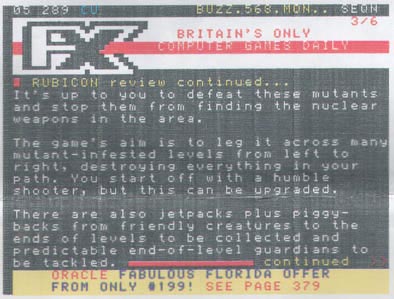 05 289 CU BUZZ.568.MON.. SEON
3/6
FX
BRITAIN'S ONLY
COMPUTER GAMES DAILY
RUBICON review continued...
It's up to you to defeat these mutants
and stop them from finding the nuclear
weapons in the area.
The game's aim is to leg it across many
mutant-infested levels from left to
right, destroying everything in your
path. You start off with a humble
shooter, but this can be upgraded.
There are also jetpacks plus piggy-
backs from friendly creatures to the
ends of levels to be collected and
predictable end-of-level guardians to
be tackled. continued >>
ORACLE FABULOUS FLORIDA OFFER
FROM ONLY @199! SEE PAGE 379